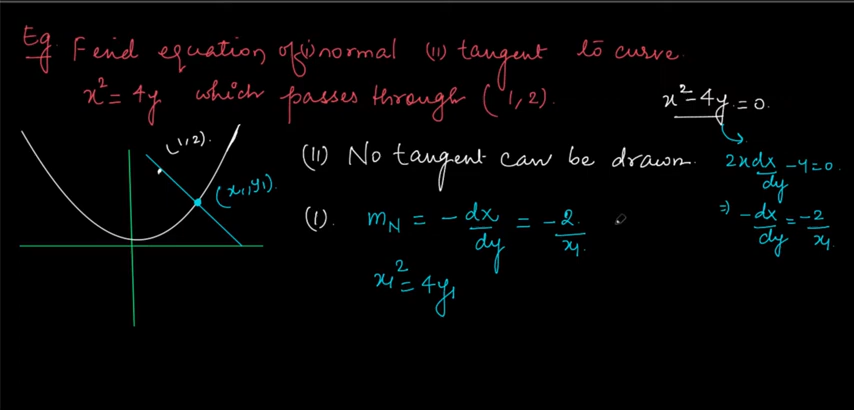 Eg. Find equation of (i) normal (II) tangent to curve
x² = 4y which passes through (1, 2).
x² - 4y = 0.
(1, 2).
(x₁, y₁).
(II) No tangent can be drawn.
2x dx/dy - 4 = 0.
(I). m_N = - dx/dy = -2/x₁
⇒ - dx/dy = -2/x₁
x₁² = 4y₁